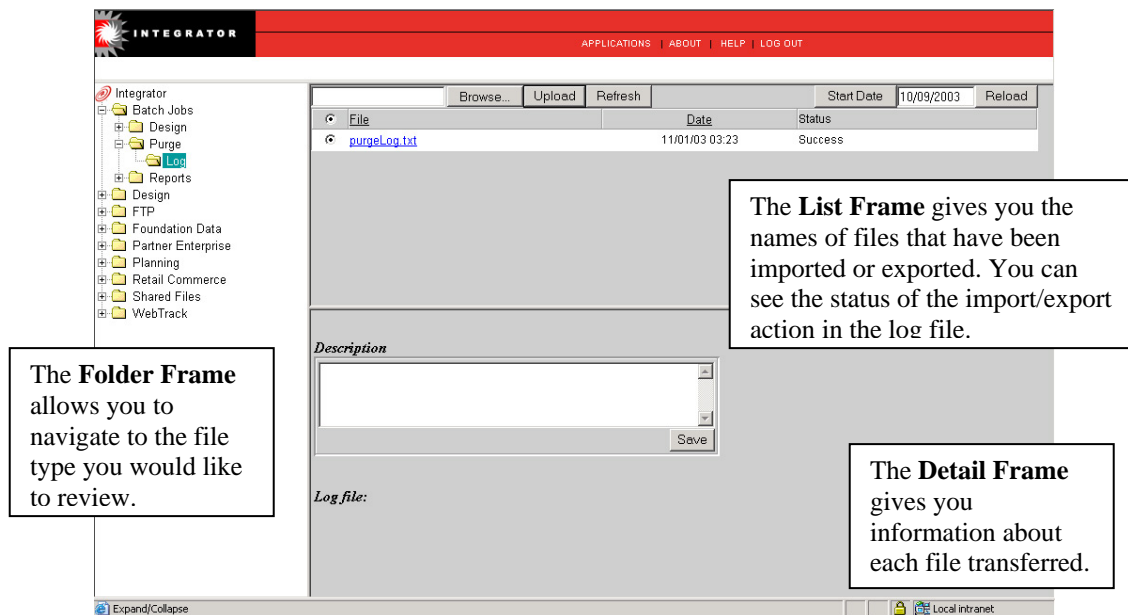 INTEGRATOR
APPLICATIONS | ABOUT | HELP | LOG OUT
Integrator
Batch Jobs
Design
Purge
Log
Reports
Design
FTP
Foundation Data
Partner Enterprise
Planning
Retail Commerce
Shared Files
WebTrack
Browse... Upload Refresh Start Date 10/09/2003 Reload
File Date Status
purgeLog.txt 11/01/03 03:23 Success
The List Frame gives you the
names of files that have been
imported or exported. You can
see the status of the import/export
action in the log file.
Description
Save
The Folder Frame
allows you to
navigate to the file
type you would like
to review.
Log file:
The Detail Frame
gives you
information about
each file transferred.
Expand/Collapse Local intranet